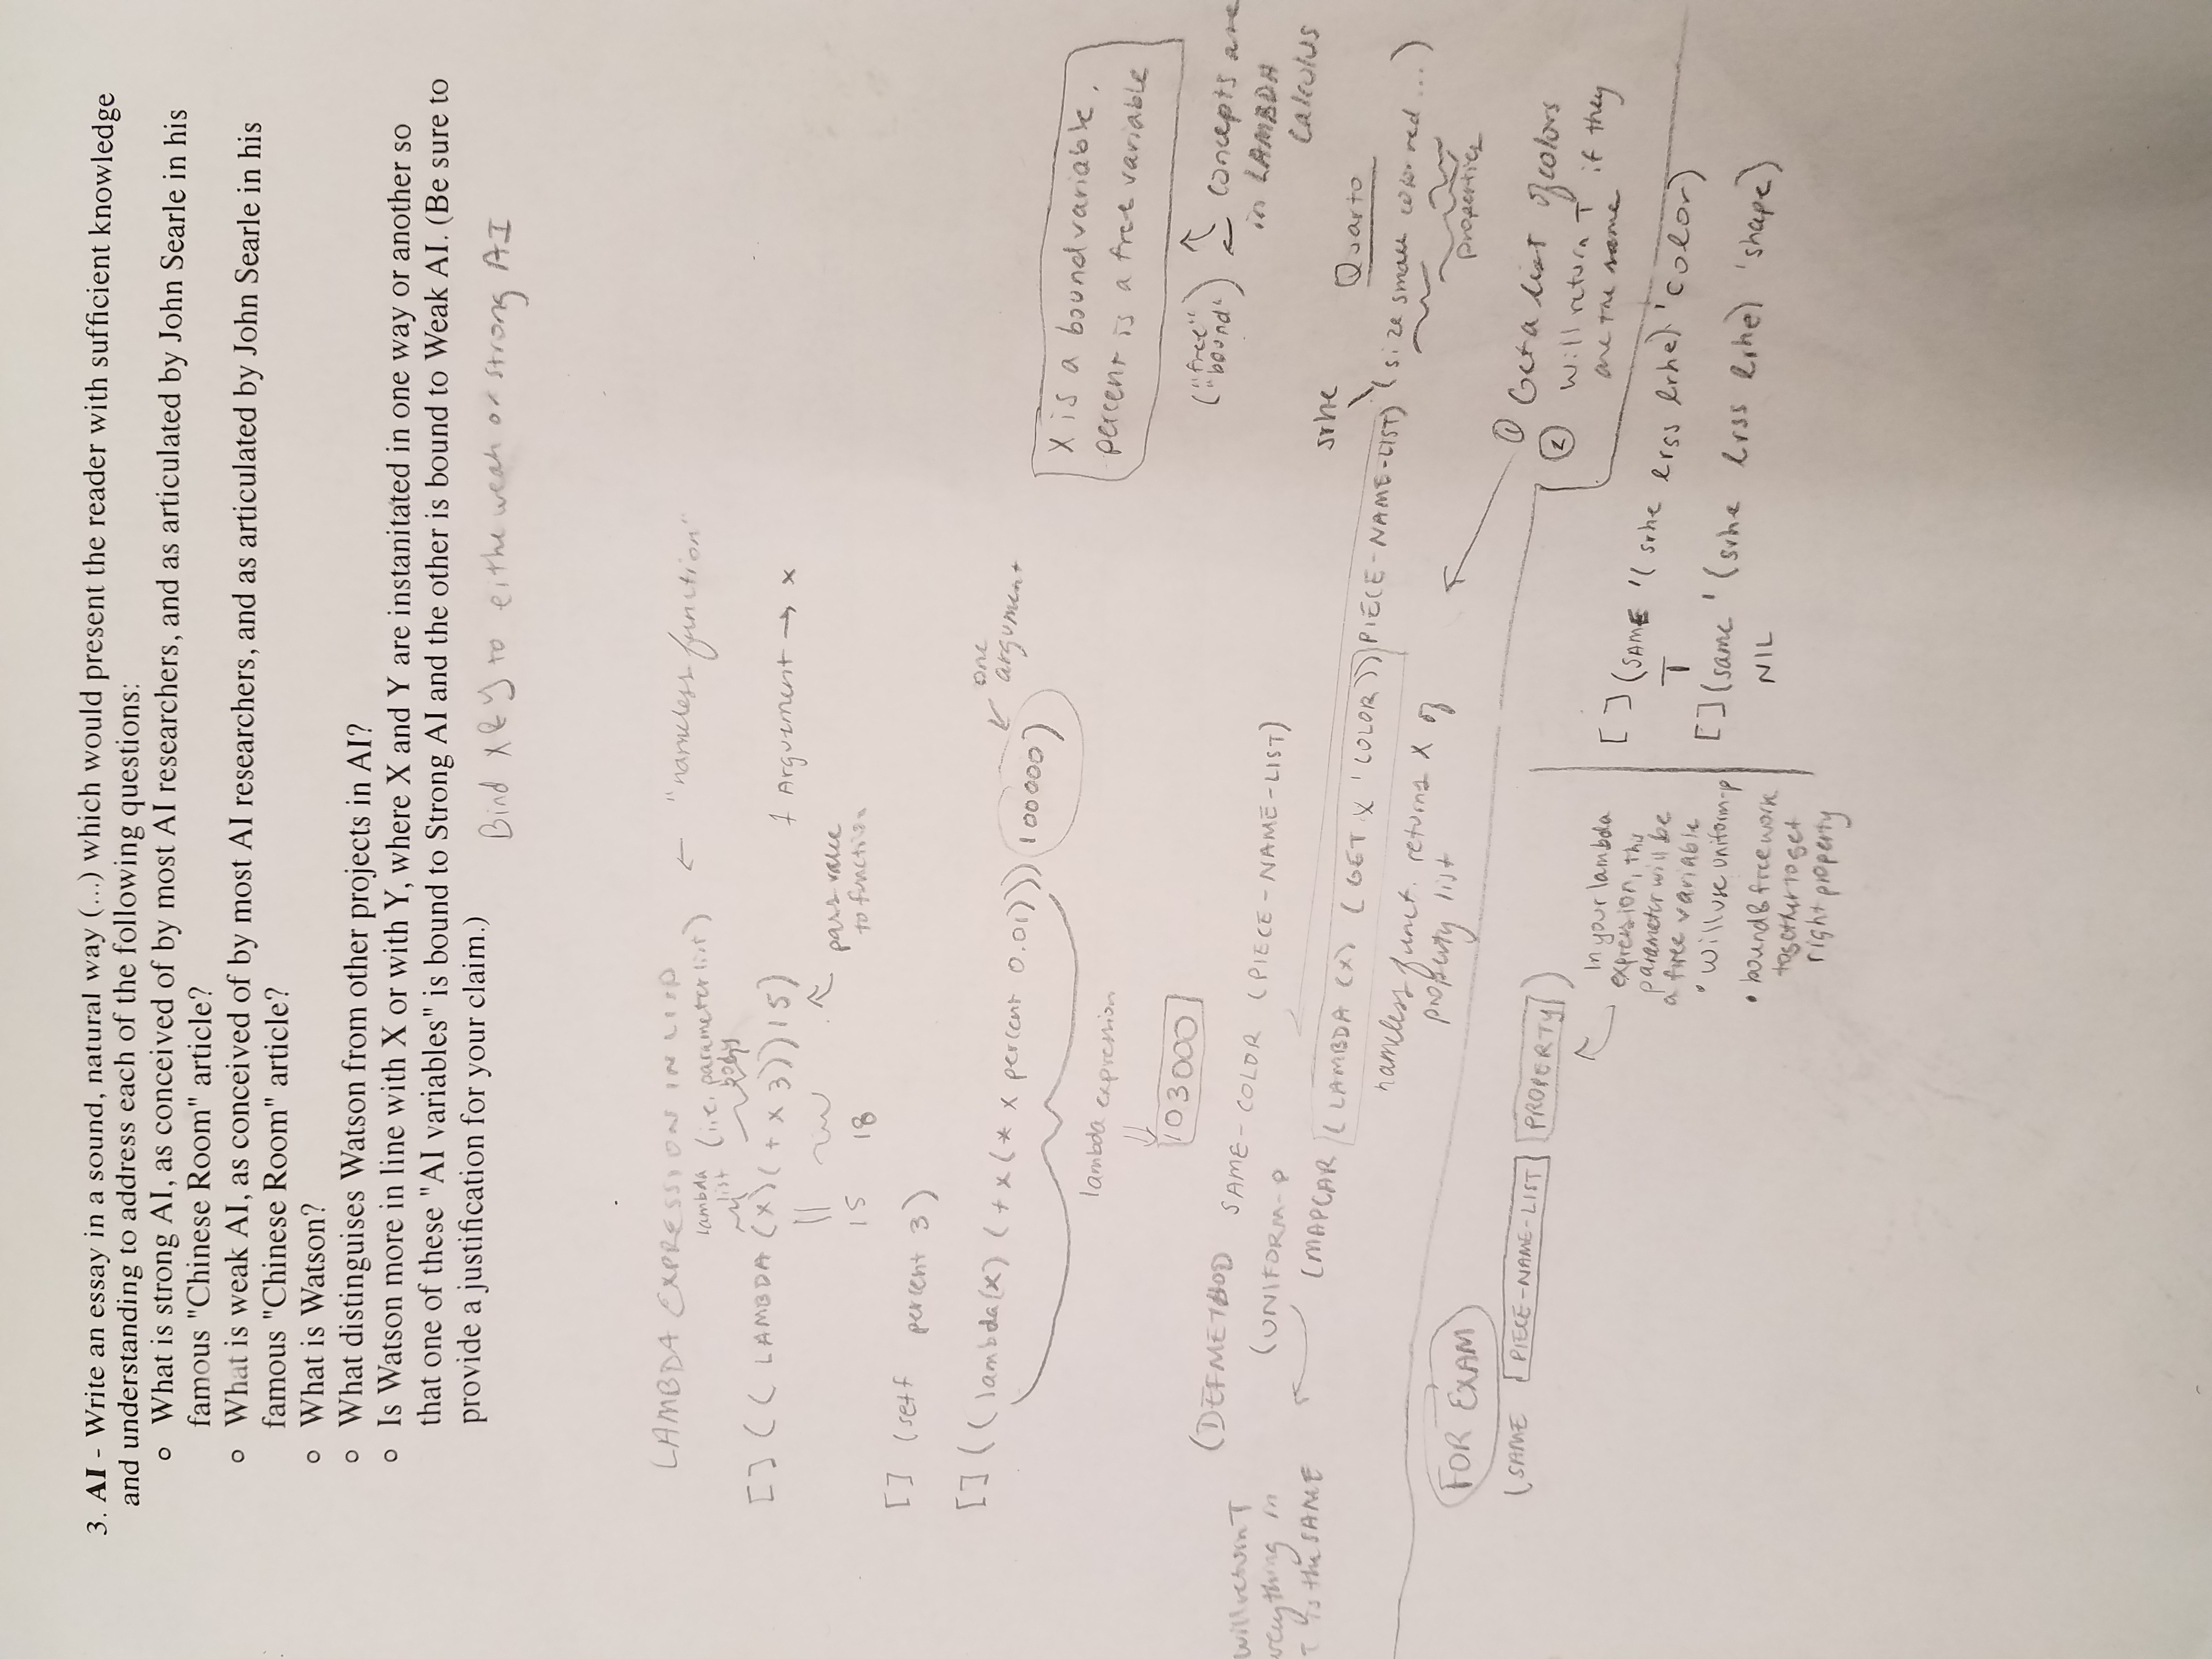 3. AI - Write an essay in a sound, natural way (...) which would present the reader with sufficient knowledge
and understanding to address each of the following questions:
o What is strong AI, as conceived of by most AI researchers, and as articulated by John Searle in his
famous "Chinese Room" article?
o What is weak AI, as conceived of by most AI researchers, and as articulated by John Searle in his
famous "Chinese Room" article?
o What is Watson?
o What distinguises Watson from other projects in AI?
o Is Watson more in line with X or with Y, where X and Y are instanitated in one way or another so
that one of these "AI variables" is bound to Strong AI and the other is bound to Weak AI. (Be sure to
provide a justification for your claim.)
Bind X & Y to eithe weak or strong AI
LAMBDA EXPRESSION IN LISP ← "nameless function"
lambda list (i.e. parameter list)
body
[] ( ( LAMBDA (X) ( + X 3 ) ) 15 )
1 Arguement → x
|| 
15 18
pass value
to function
[] (setf percent 3)
[] ( ( lambda (x) ( + x ( * x percent 0.01 ) ) ) 100000 )
one
argument
lambda expression
103000
X is a bound variable,
percent is a free variable
("free"
"bound") ← concepts are
in LAMBDA
calculus
(DEFMETHOD SAME-COLOR (PIECE-NAME-LIST)
(UNIFORM-P
will return T
everything in
is the SAME
(MAPCAR ( LAMBDA (X) ( GET X 'COLOR)) PIECE-NAME-LIST)
nameless funct. returns X of
property list
Quarto
srhe
(size small color red ...)
properties
① Get a list of colors
② Will return T if they
are the same
FOR EXAM
(SAME PIECE-NAME-LIST PROPERTY)
In your lambda
expression, this
parameter will be
a free variable
• Will use uniform-p
• bound & free work
together to get
right property
[] (SAME '( srhe lrss lrhe) 'color)
T
[] (same '(srhe lrss lrhe) 'shape)
NIL